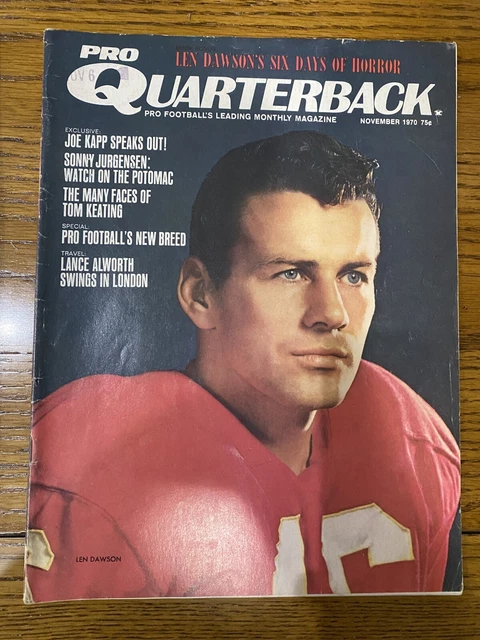 LEN DAWSON'S SIX DAYS OF HORROR
PRO
QUARTERBACK
PRO FOOTBALL'S LEADING MONTHLY MAGAZINE
NOVEMBER 1970 75¢
EXCLUSIVE:
JOE KAPP SPEAKS OUT!
SONNY JURGENSEN:
WATCH ON THE POTOMAC
THE MANY FACES OF
TOM KEATING
SPECIAL:
PRO FOOTBALL'S NEW BREED
TRAVEL:
LANCE ALWORTH
SWINGS IN LONDON
LEN DAWSON